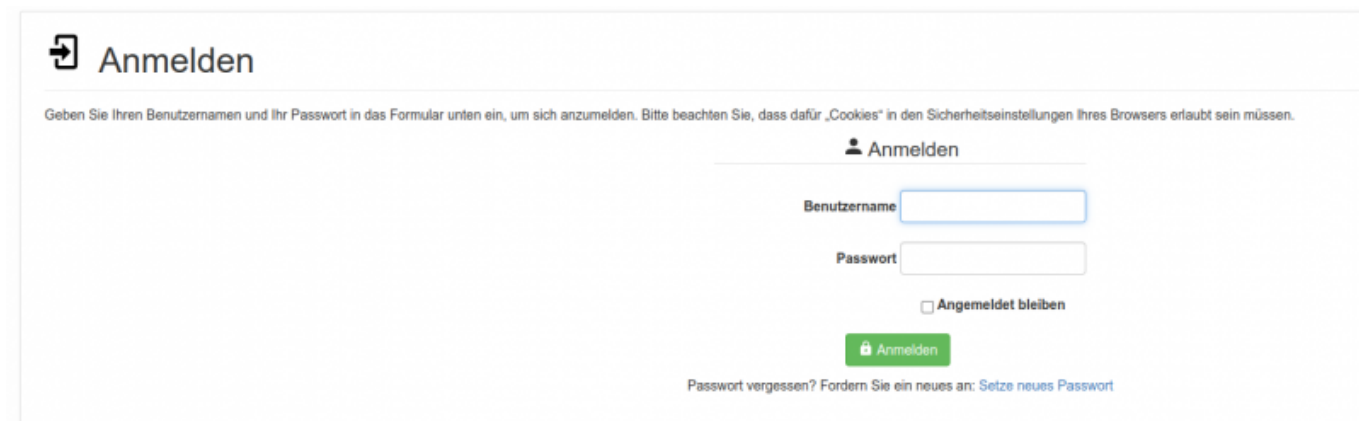 Anmelden
Geben Sie Ihren Benutzernamen und Ihr Passwort in das Formular unten ein, um sich anzumelden. Bitte beachten Sie, dass dafür „Cookies“ in den Sicherheitseinstellungen Ihres Browsers erlaubt sein müssen.
Anmelden
Benutzername
Passwort
Angemeldet bleiben
Anmelden
Passwort vergessen? Fordern Sie ein neues an: Setze neues Passwort